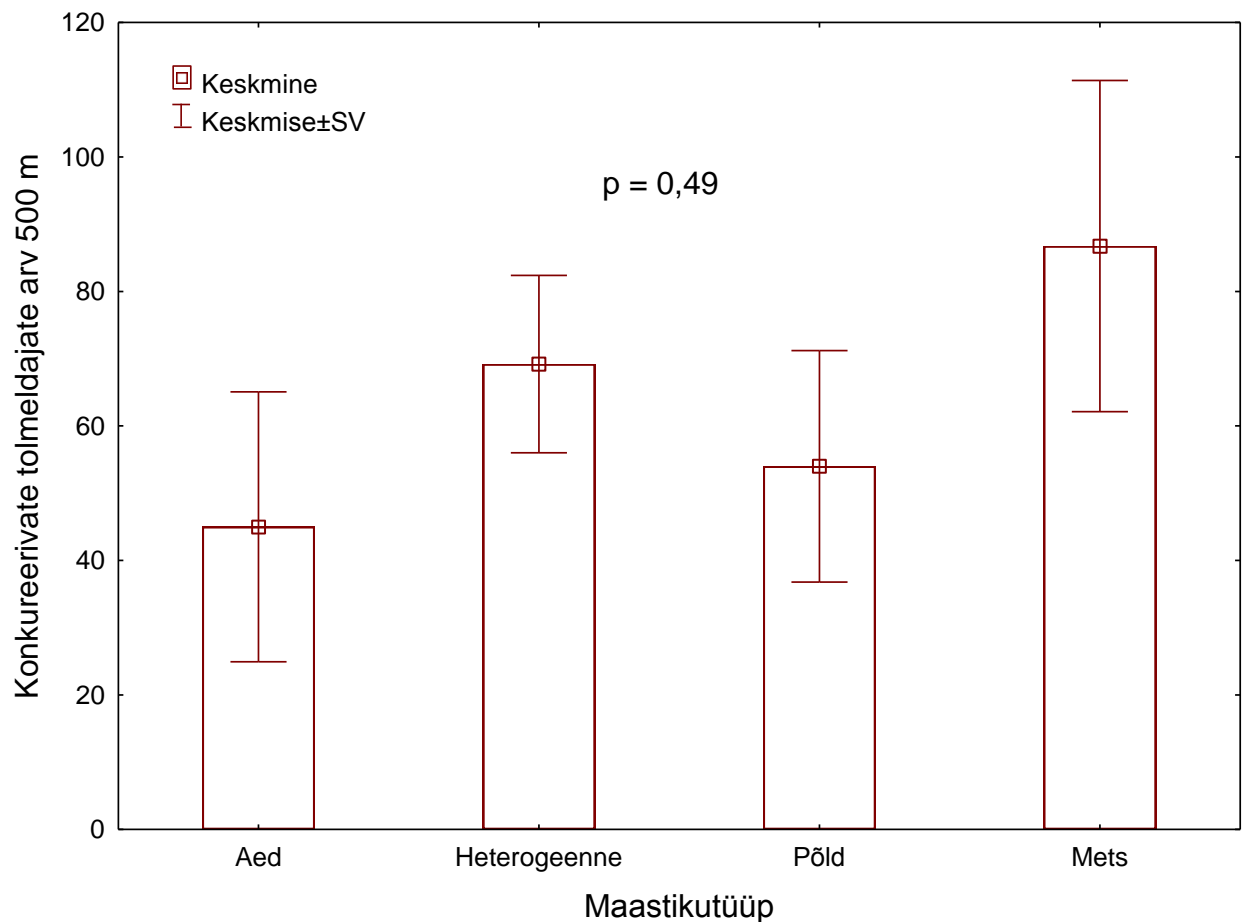 Konkureerivate tolmeldajate arv 500 m
120
100
80
60
40
20
0
Keskmine
Keskmise±SV
p = 0,49
Aed Heterogeenne Põld Mets
Maastikutüüp